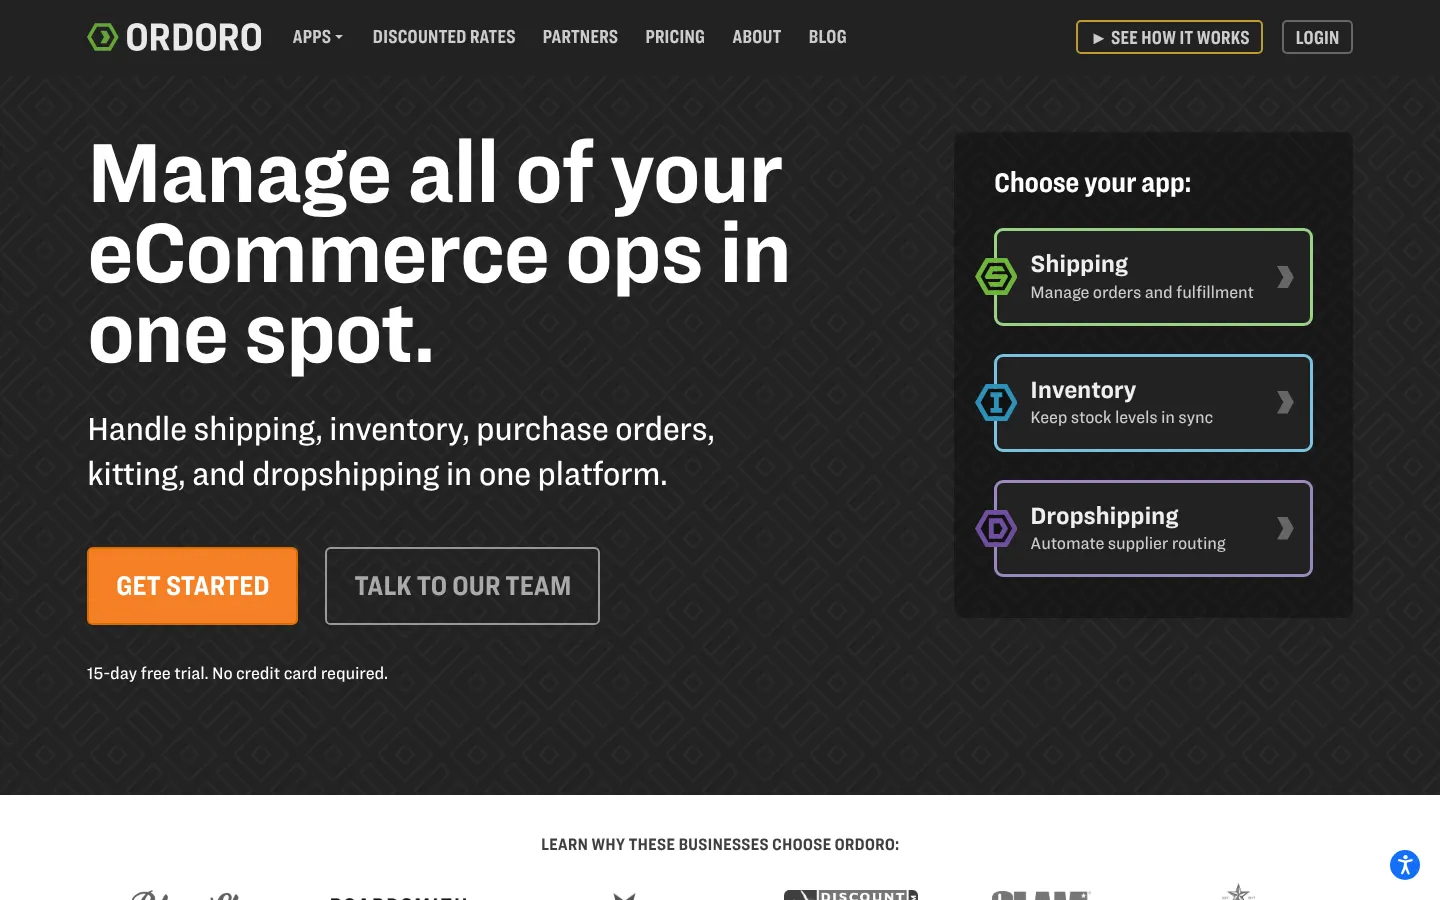 ORDORO
APPS
DISCOUNTED RATES
PARTNERS
PRICING
ABOUT
BLOG
► SEE HOW IT WORKS
LOGIN
Manage all of your
eCommerce ops in
one spot.
Handle shipping, inventory, purchase orders,
kitting, and dropshipping in one platform.
GET STARTED
TALK TO OUR TEAM
15-day free trial. No credit card required.
Choose your app:
S
Shipping
Manage orders and fulfillment
I
Inventory
Keep stock levels in sync
D
Dropshipping
Automate supplier routing
LEARN WHY THESE BUSINESSES CHOOSE ORDORO:
BOARDSMITH
DISCOUNT